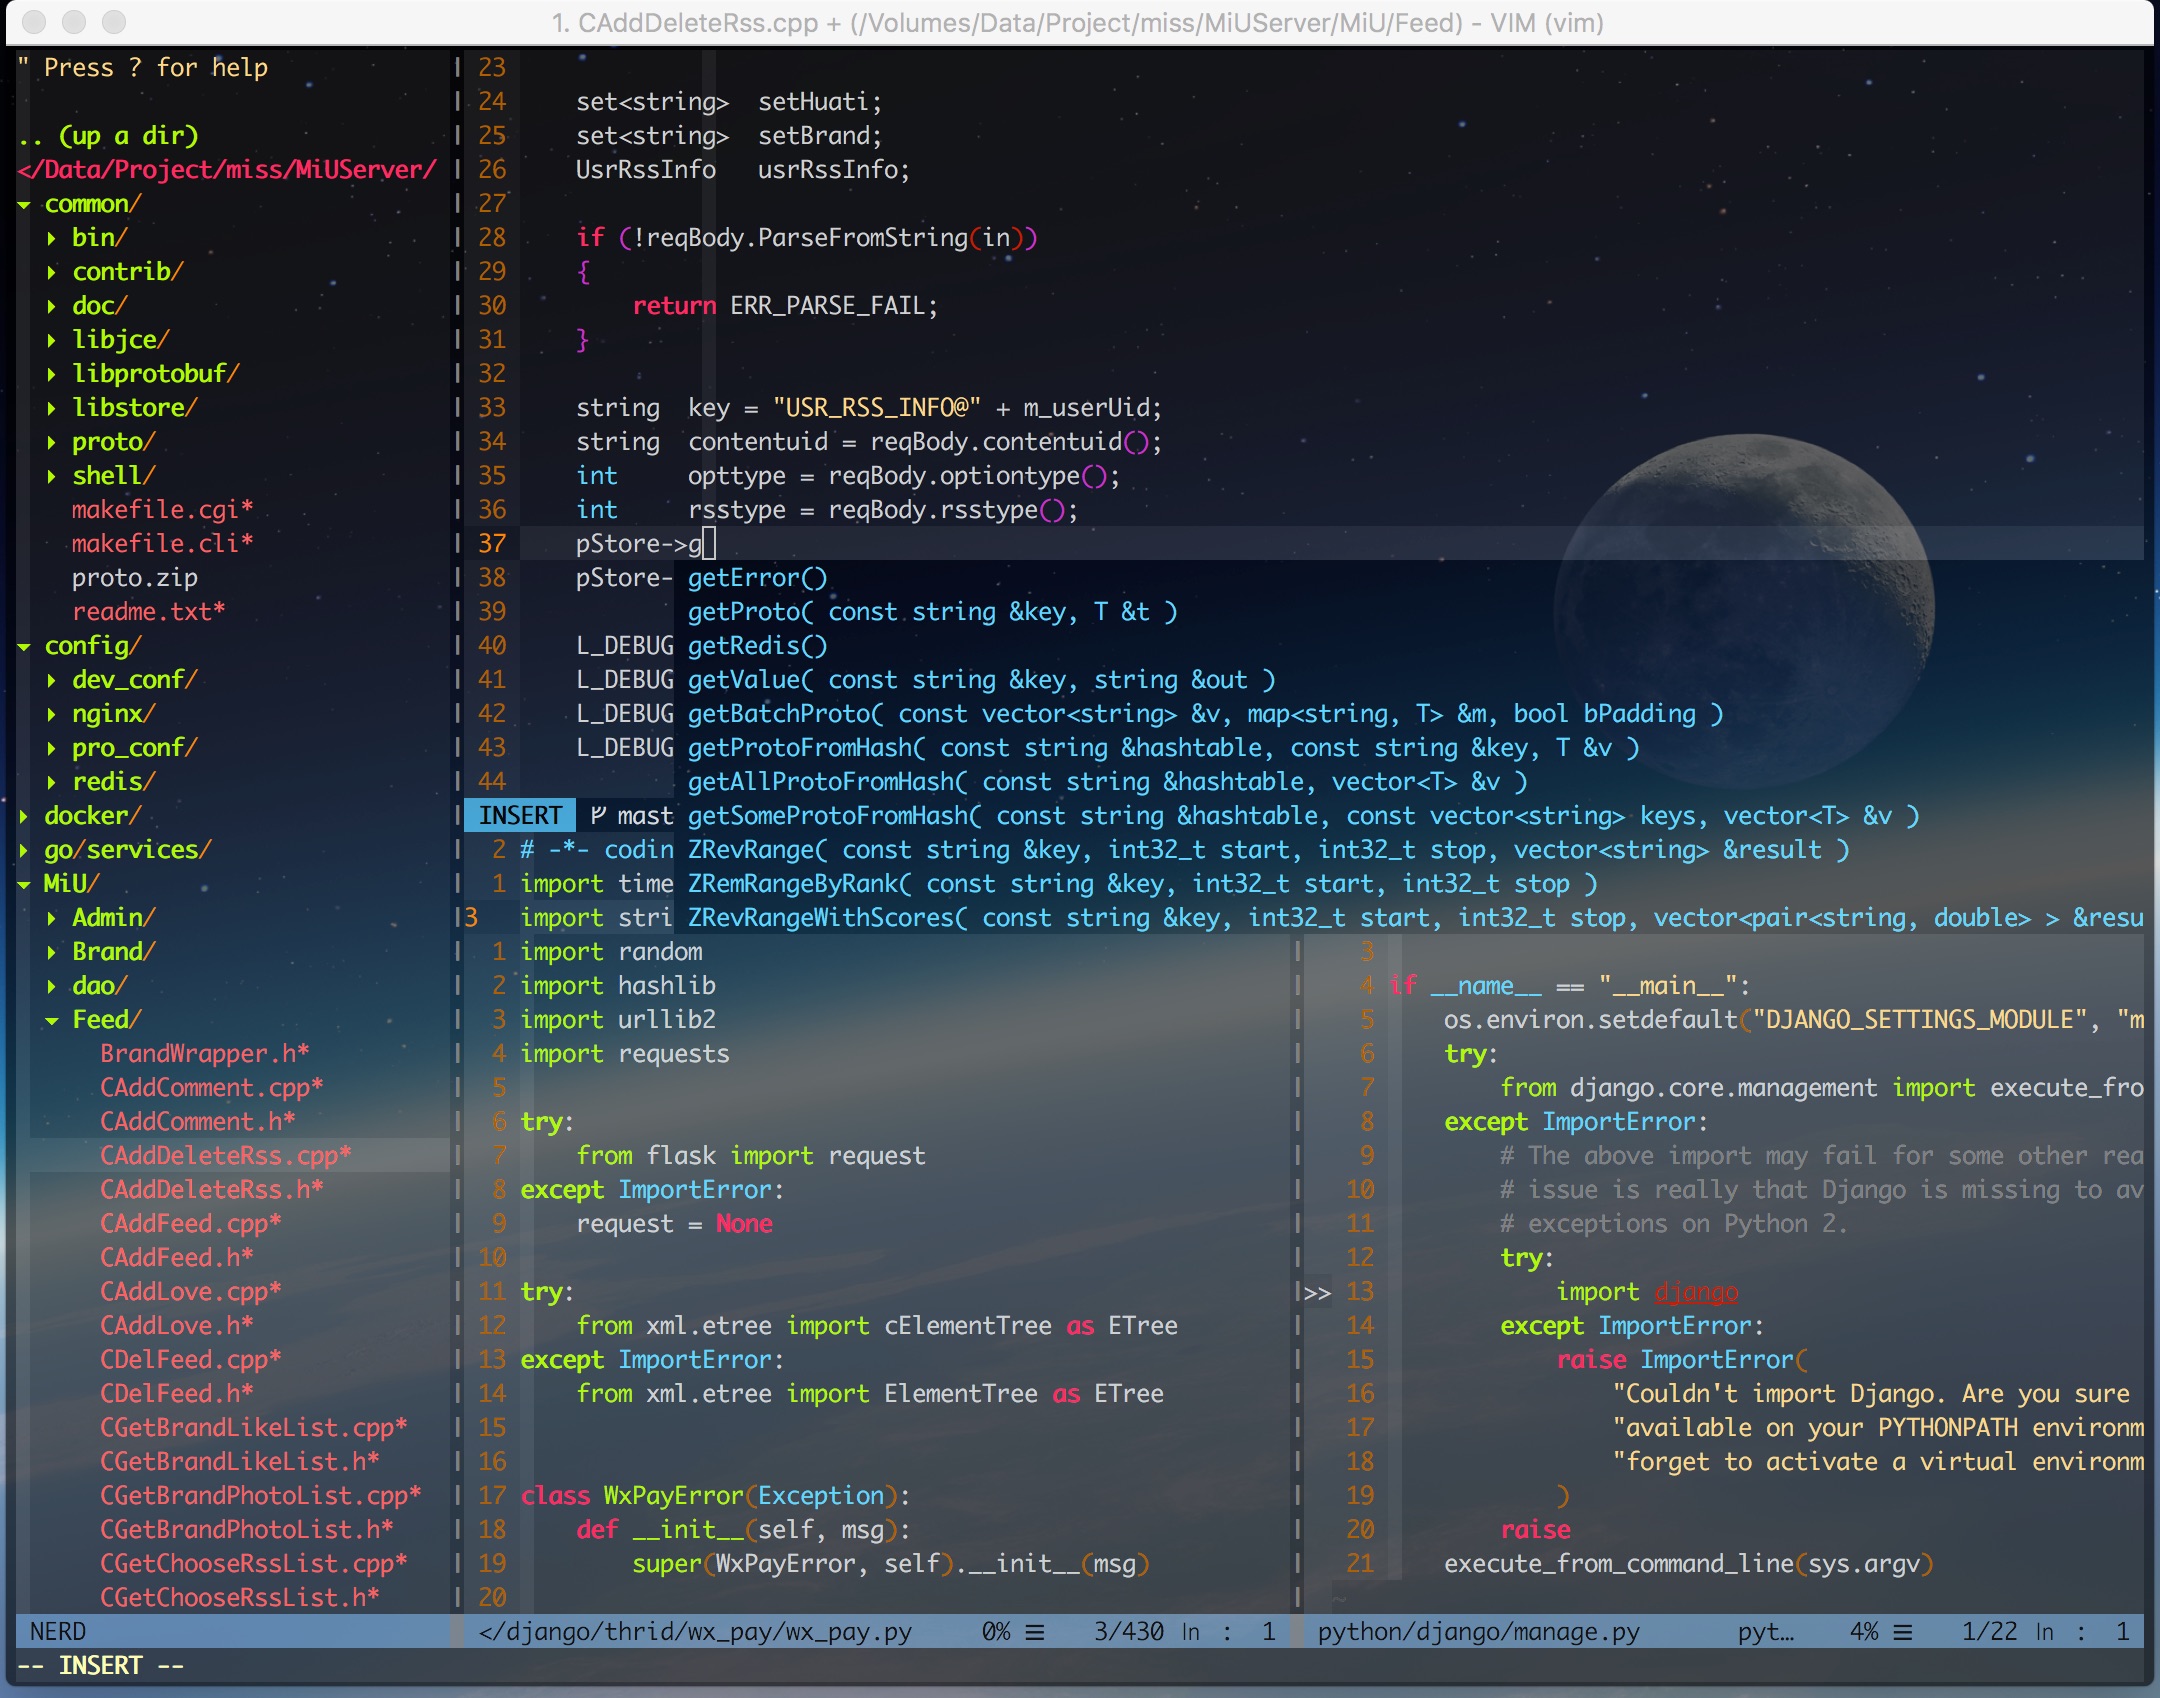 1. CAddDeleteRss.cpp + (/Volumes/Data/Project/miss/MiUServer/MiU/Feed) - VIM (vim)
" Press ? for help
.. (up a dir)
</Data/Project/miss/MiUServer/
▾ common/
▸ bin/
▸ contrib/
▸ doc/
▸ libjce/
▸ libprotobuf/
▸ libstore/
▸ proto/
▸ shell/
makefile.cgi*
makefile.cli*
proto.zip
readme.txt*
▾ config/
▸ dev_conf/
▸ nginx/
▸ pro_conf/
▸ redis/
▸ docker/
▸ go/services/
▾ MiU/
▸ Admin/
▸ Brand/
▸ dao/
▾ Feed/
BrandWrapper.h*
CAddComment.cpp*
CAddComment.h*
CAddDeleteRss.cpp*
CAddDeleteRss.h*
CAddFeed.cpp*
CAddFeed.h*
CAddLove.cpp*
CAddLove.h*
CDelFeed.cpp*
CDelFeed.h*
CGetBrandLikeList.cpp*
CGetBrandLikeList.h*
CGetBrandPhotoList.cpp*
CGetBrandPhotoList.h*
CGetChooseRssList.cpp*
CGetChooseRssList.h*
NERD
23
24 set<string>  setHuati;
25 set<string>  setBrand;
26 UsrRssInfo   usrRssInfo;
27
28 if (!reqBody.ParseFromString(in))
29 {
30 return ERR_PARSE_FAIL;
31 }
32
33 string  key = "USR_RSS_INFO@" + m_userUid;
34 string  contentuid = reqBody.contentuid();
35 int     opttype = reqBody.optiontype();
36 int     rsstype = reqBody.rsstype();
37 pStore->g
38 pStore- getError()
39 getProto( const string &key, T &t )
40 L_DEBUG getRedis()
41 L_DEBUG getValue( const string &key, string &out )
42 L_DEBUG getBatchProto( const vector<string> &v, map<string, T> &m, bool bPadding )
43 L_DEBUG getProtoFromHash( const string &hashtable, const string &key, T &v )
44 getAllProtoFromHash( const string &hashtable, vector<T> &v )
INSERT mast getSomeProtoFromHash( const string &hashtable, const vector<string> keys, vector<T> &v )
2 # -*- codin ZRevRange( const string &key, int32_t start, int32_t stop, vector<string> &result )
1 import time ZRemRangeByRank( const string &key, int32_t start, int32_t stop )
3 import stri ZRevRangeWithScores( const string &key, int32_t start, int32_t stop, vector<pair<string, double> > &resu
1 import random
2 import hashlib
3 import urllib2
4 import requests
5
6 try:
7 from flask import request
8 except ImportError:
9 request = None
10
11 try:
12 from xml.etree import cElementTree as ETree
13 except ImportError:
14 from xml.etree import ElementTree as ETree
15
16
17 class WxPayError(Exception):
18 def __init__(self, msg):
19 super(WxPayError, self).__init__(msg)
20
</django/thrid/wx_pay/wx_pay.py 0% ☰ 3/430 ln : 1
3
4 if __name__ == "__main__":
5 os.environ.setdefault("DJANGO_SETTINGS_MODULE", "m
6 try:
7 from django.core.management import execute_fro
8 except ImportError:
9 # The above import may fail for some other rea
10 # issue is really that Django is missing to av
11 # exceptions on Python 2.
12 try:
>> 13 import django
14 except ImportError:
15 raise ImportError(
16 "Couldn't import Django. Are you sure
17 "available on your PYTHONPATH environm
18 "forget to activate a virtual environm
19 )
20 raise
21 execute_from_command_line(sys.argv)
~
python/django/manage.py pyt… 4% ☰ 1/22 ln : 1
-- INSERT --